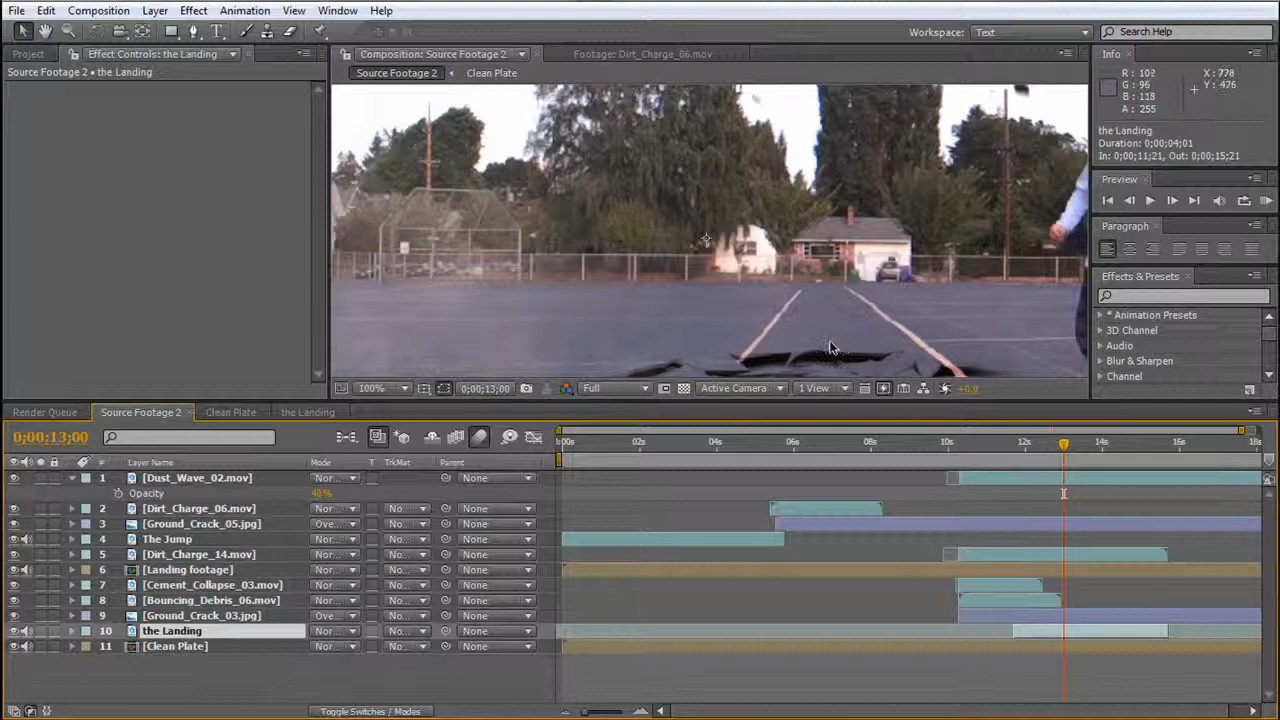 File Edit Composition Layer Effect Animation View Window Help
Workspace: Text Search Help
Project Effect Controls: the Landing
Composition: Source Footage 2 Footage: Dirt_Charge_06.mov
Info
Source Footage 2 • the Landing
Source Footage 2 Clean Plate
R: 102
G: 96
B: 118
A: 255
X: 778
Y: 476
the Landing
Duration: 0;00;04;01
In: 0;00;11;21, Out: 0;00;15;21
Preview
Paragraph
Effects & Presets
* Animation Presets
3D Channel
Audio
Blur & Sharpen
Channel
100% 0;00;13;00 Full Active Camera 1 View +0.0
Render Queue Source Footage 2 Clean Plate the Landing
0;00;13;00
02s 04s 06s 08s 10s 12s 14s 16s 18s
# Layer Name Mode T TrkMat Parent
1 [Dust_Wave_02.mov] Nor... None
Opacity 40%
2 [Dirt_Charge_06.mov] Nor... No... None
3 [Ground_Crack_05.jpg] Ove... No... None
4 The Jump Nor... No... None
5 [Dirt_Charge_14.mov] Nor... No... None
6 [Landing footage] Nor... No... None
7 [Cement_Collapse_03.mov] Nor... No... None
8 [Bouncing_Debris_06.mov] Nor... No... None
9 [Ground_Crack_03.jpg] Ove... No... None
10 the Landing Nor... No... None
11 [Clean Plate] Nor... No... None
Toggle Switches / Modes